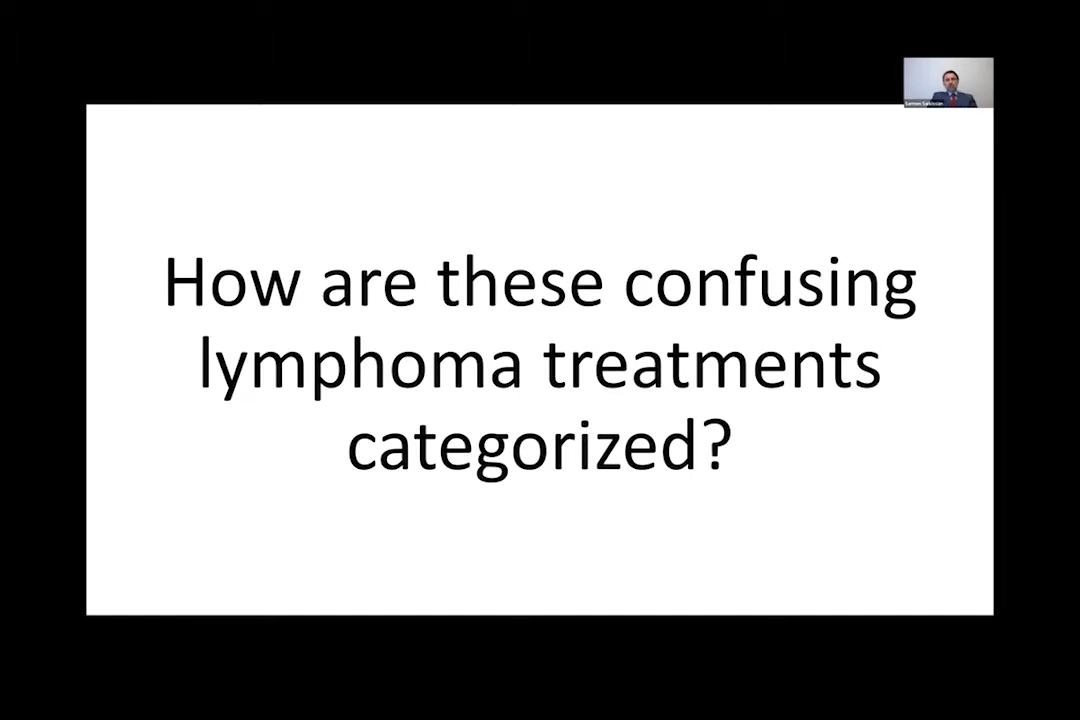 How are these confusing
lymphoma treatments
categorized?